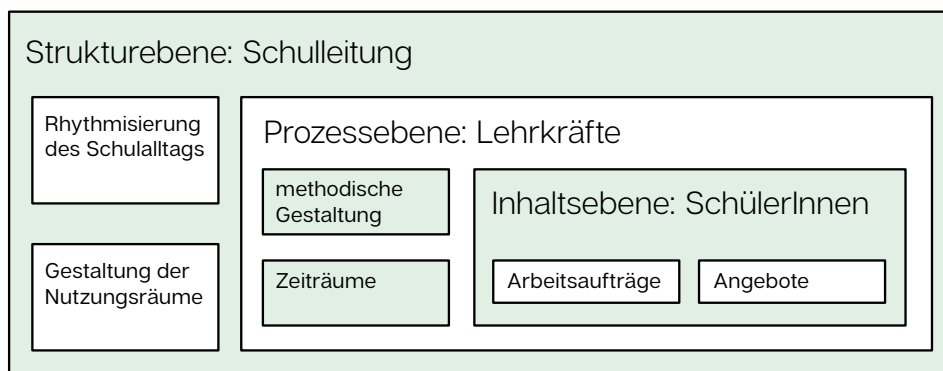 Strukturebene: Schulleitung
Rhythmisierung
des Schulalltags
Gestaltung der
Nutzungsräume
Prozessebene: Lehrkräfte
methodische
Gestaltung
Zeiträume
Inhaltsebene: SchülerInnen
Arbeitsaufträge
Angebote